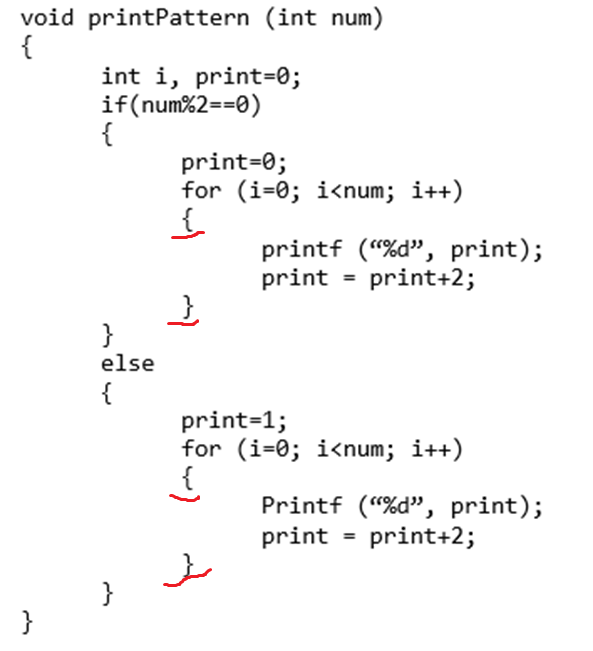 void printPattern (int num)
{
int i, print=0;
if(num%2==0)
{
print=0;
for (i=0; i<num; i++)
{
printf (“%d”, print);
print = print+2;
}
}
else
{
print=1;
for (i=0; i<num; i++)
{
Printf (“%d”, print);
print = print+2;
}
}
}